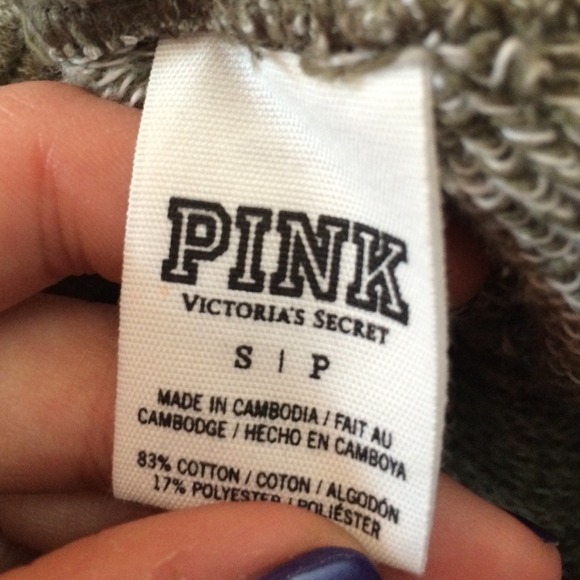 PINK
VICTORIA'S SECRET
S | P
MADE IN CAMBODIA / FAIT AU
CAMBODGE / HECHO EN CAMBOYA
83% COTTON / COTON / ALGODÓN
17% POLYESTER / POLIÉSTER